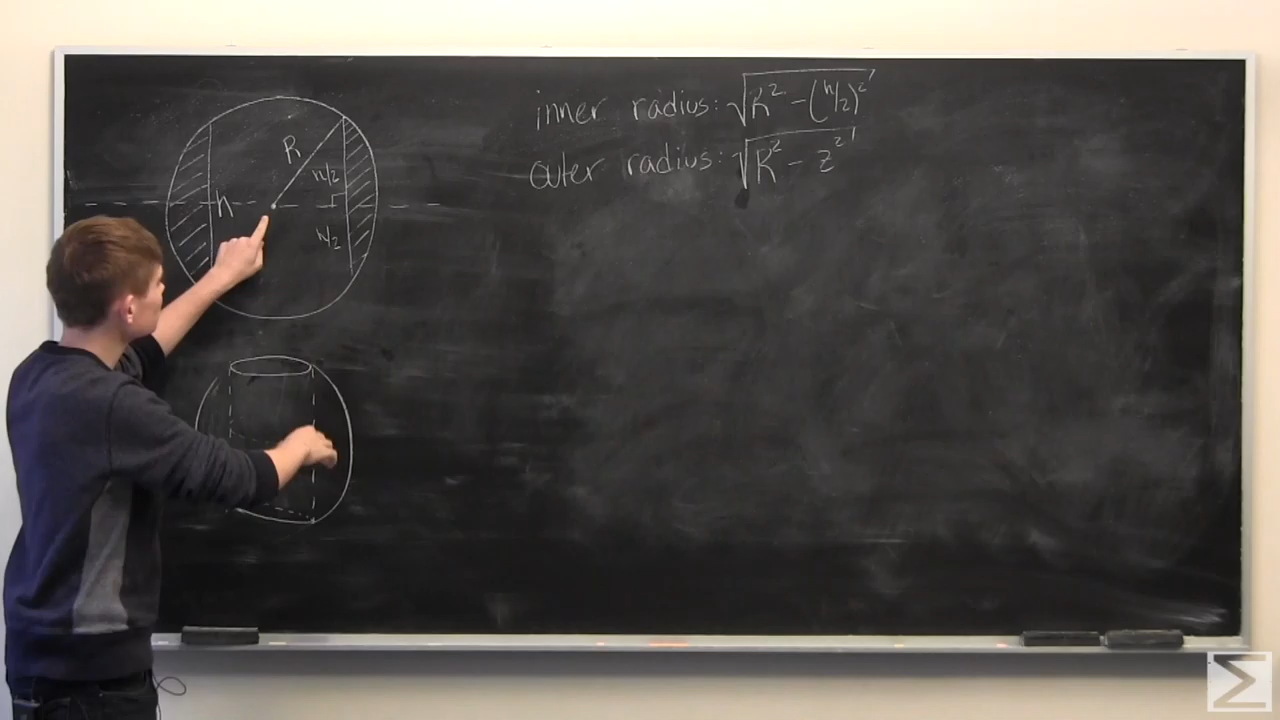 inner radius: √(R² - (h/2)²)
outer radius: √(R² - z²)
R
h/2
h
h/2
Σ